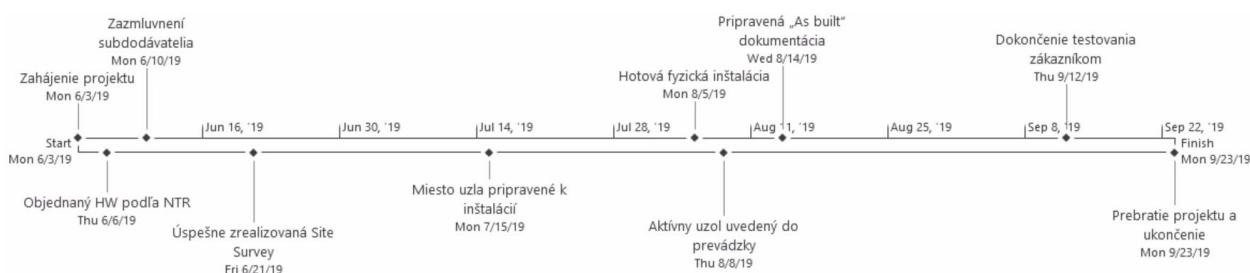 Zazmluvnení
subdodávatelia
Mon 6/10/19
Pripravená „As built“
dokumentácia
Wed 8/14/19
Dokončenie testovania
zákazníkom
Thu 9/12/19
Zahájenie projektu
Mon 6/3/19
Hotová fyzická inštalácia
Mon 8/5/19
Jun 16, '19
Jun 30, '19
Jul 14, '19
Jul 28, '19
Aug 11, '19
Aug 25, '19
Sep 8, '19
Sep 22, '19
Start
Mon 6/3/19
Finish
Mon 9/23/19
Objednaný HW podľa NTR
Thu 6/6/19
Úspešne zrealizovaná Site
Survey
Fri 6/21/19
Miesto uzla pripravené k
inštalácií
Mon 7/15/19
Aktívny uzol uvedený do
prevádzky
Thu 8/8/19
Prebratie projektu a
ukončenie
Mon 9/23/19